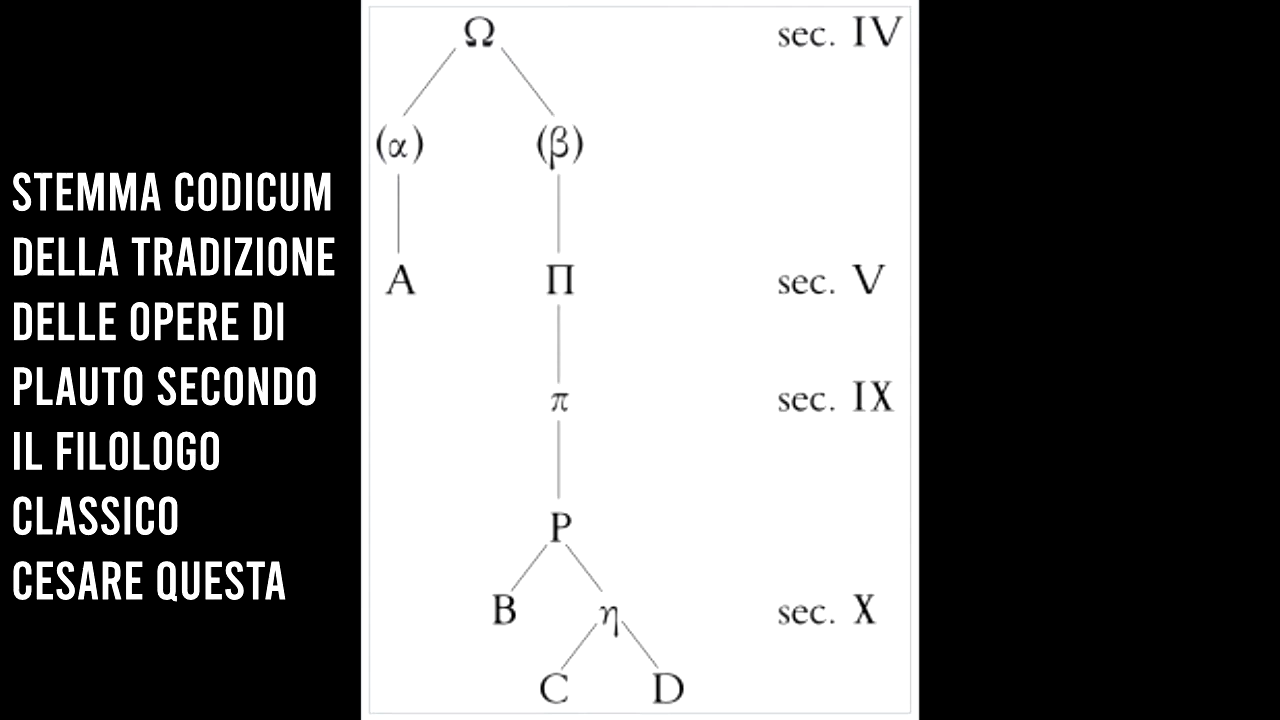 STEMMA CODICUM
DELLA TRADIZIONE
DELLE OPERE DI
PLAUTO SECONDO
IL FILOLOGO
CLASSICO
CESARE QUESTA
Ω sec. IV
(α) (β)
A Π sec. V
π sec. IX
P
B η sec. X
C D